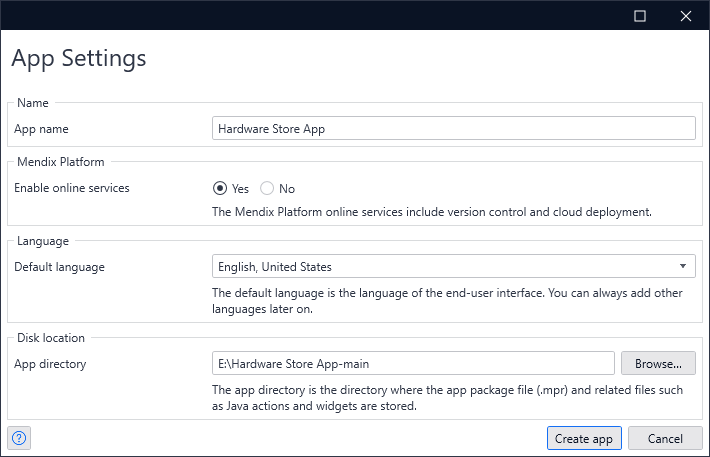 App Settings
Name
App name
Hardware Store App
Mendix Platform
Enable online services
Yes
No
The Mendix Platform online services include version control and cloud deployment.
Language
Default language
English, United States
The default language is the language of the end-user interface. You can always add other
languages later on.
Disk location
App directory
E:\Hardware Store App-main
Browse...
The app directory is the directory where the app package file (.mpr) and related files such
as Java actions and widgets are stored.
?
Create app
Cancel